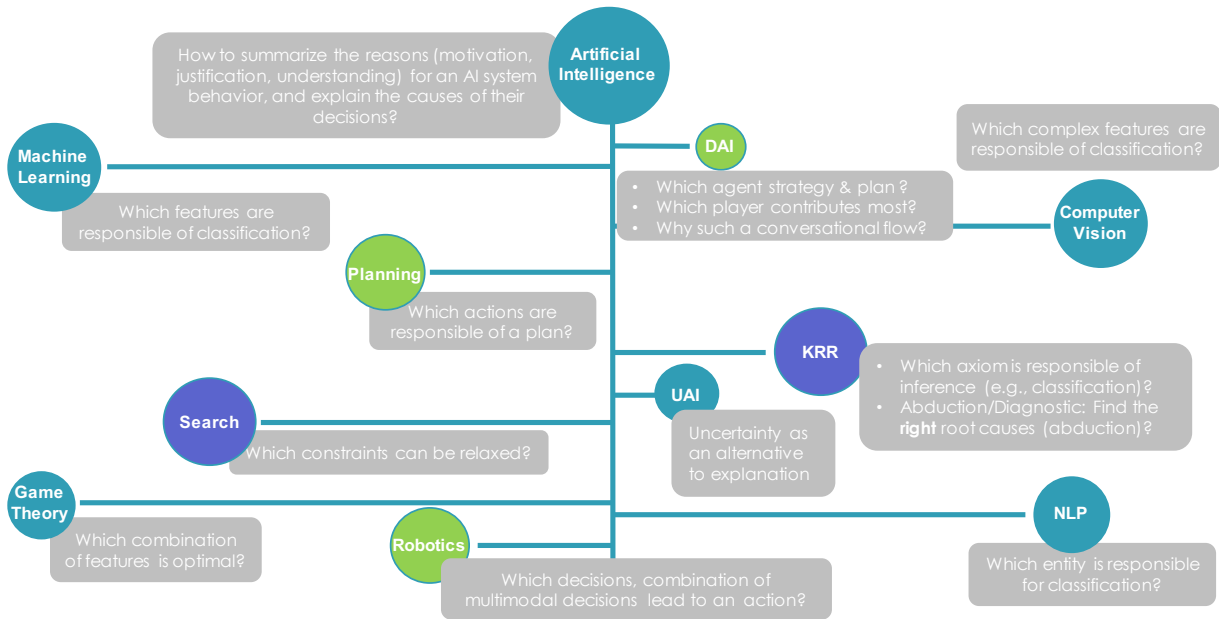 Artificial
Intelligence
How to summarize the reasons (motivation,
justification, understanding) for an AI system
behavior, and explain the causes of their
decisions?
DAI
• Which agent strategy & plan ?
• Which player contributes most?
• Why such a conversational flow?
Which complex features are
responsible of classification?
Computer
Vision
Machine
Learning
Which features are
responsible of classification?
Planning
Which actions are
responsible of a plan?
KRR
• Which axiom is responsible of
inference (e.g., classification)?
• Abduction/Diagnostic: Find the
right root causes (abduction)?
UAI
Uncertainty as
an alternative
to explanation
Search
Which constraints can be relaxed?
Game
Theory
Which combination
of features is optimal?
Robotics
Which decisions, combination of
multimodal decisions lead to an action?
NLP
Which entity is responsible
for classification?